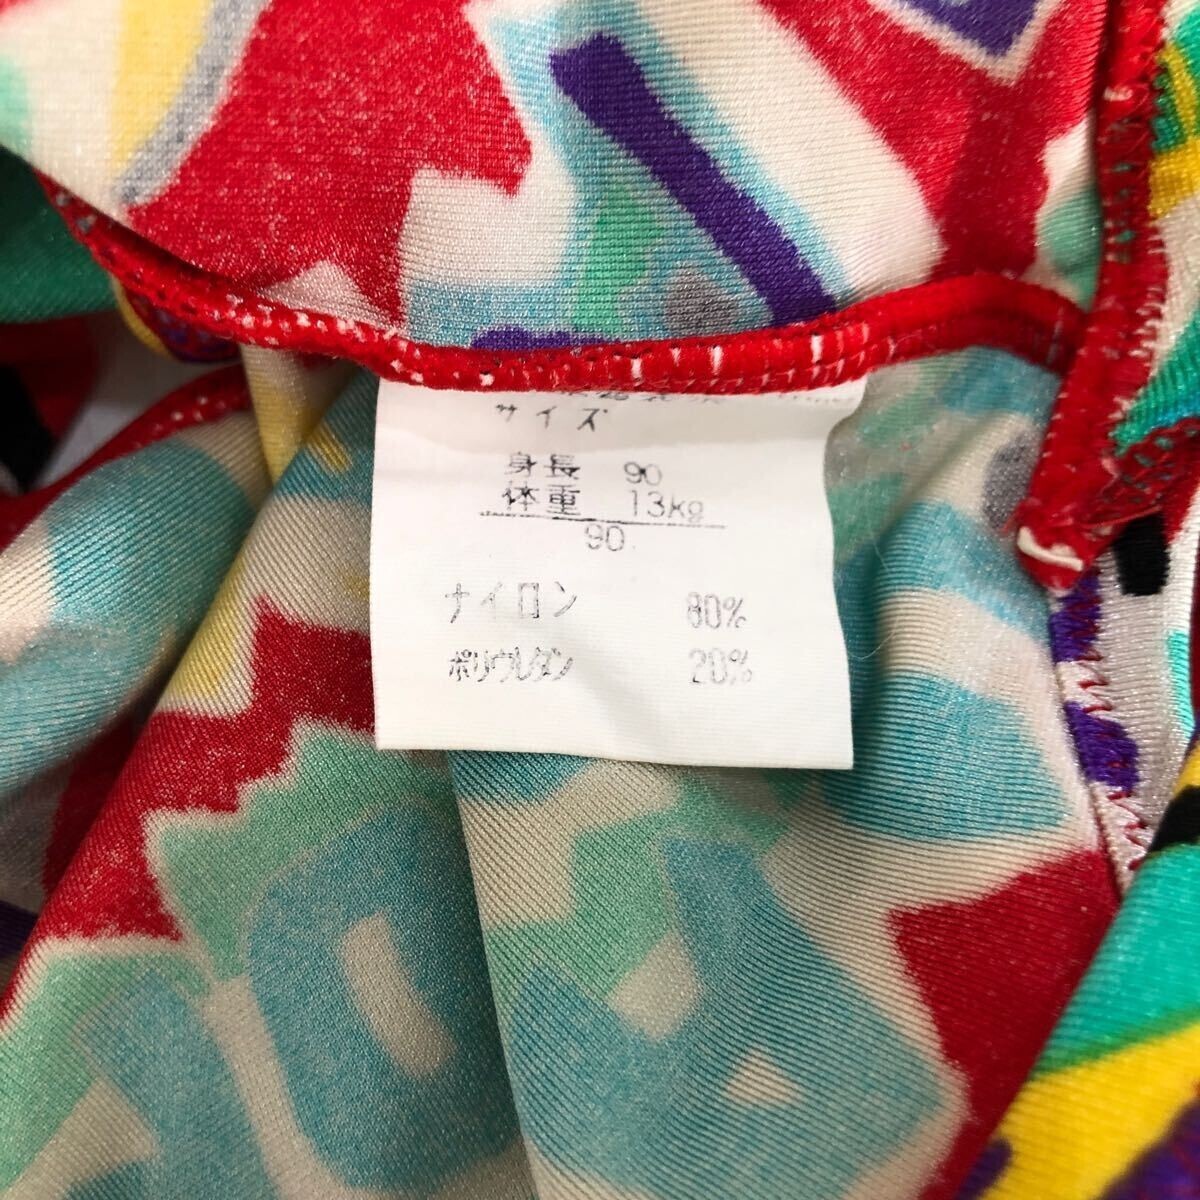 サイズ
身長 90
体重 13kg
90
ナイロン 80%
ポリウレタン 20%